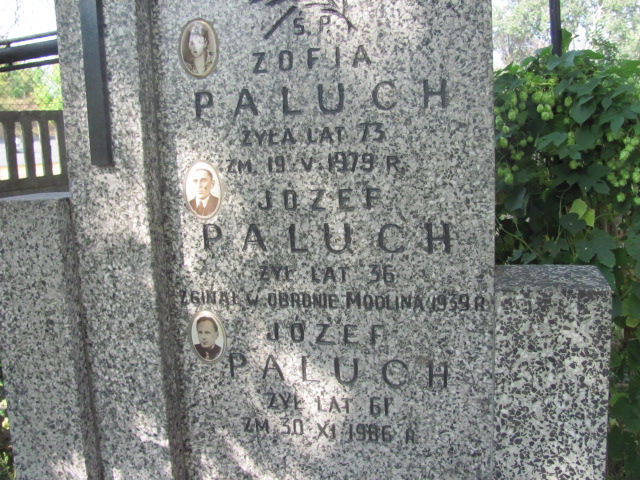 Ś. P.
ZOFIA
PALUCH
ŻYŁA LAT 73
ZM. 19.V.1979 R.
JÓZEF
PALUCH
ŻYŁ LAT 36
ZGINĄŁ W OBRONIE MODLINA 1939 R.
JÓZEF
PALUCH
ŻYŁ LAT 61
ZM. 30.XI.1986 R.